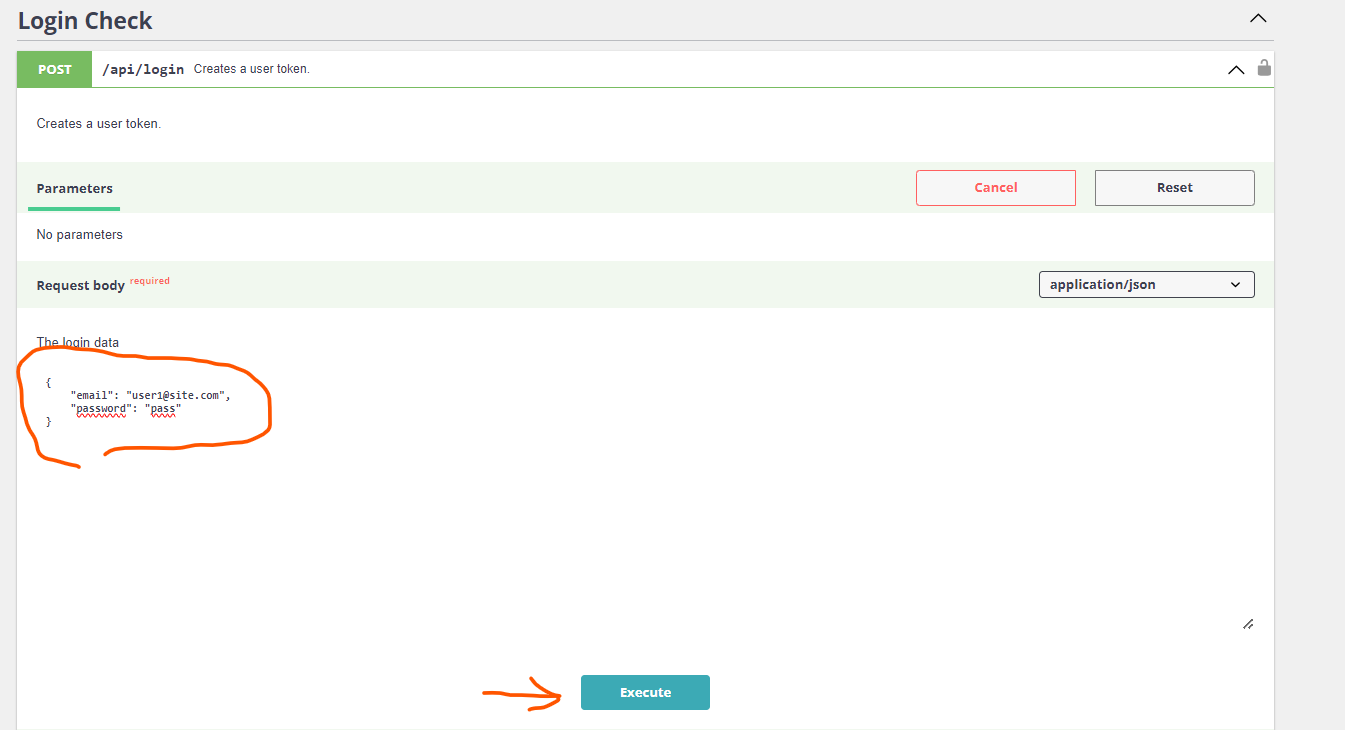 Login Check
POST /api/login Creates a user token.
Creates a user token.
Parameters Cancel Reset
No parameters
Request body required application/json
The login data
{
"email": "user1@site.com",
"password": "pass"
}
Execute